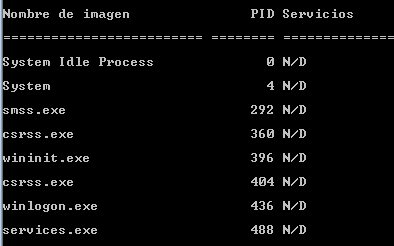 Nombre de imagen PID Servicios
========================= ======== ==============
System Idle Process 0 N/D
System 4 N/D
smss.exe 292 N/D
csrss.exe 360 N/D
wininit.exe 396 N/D
csrss.exe 404 N/D
winlogon.exe 436 N/D
services.exe 488 N/D